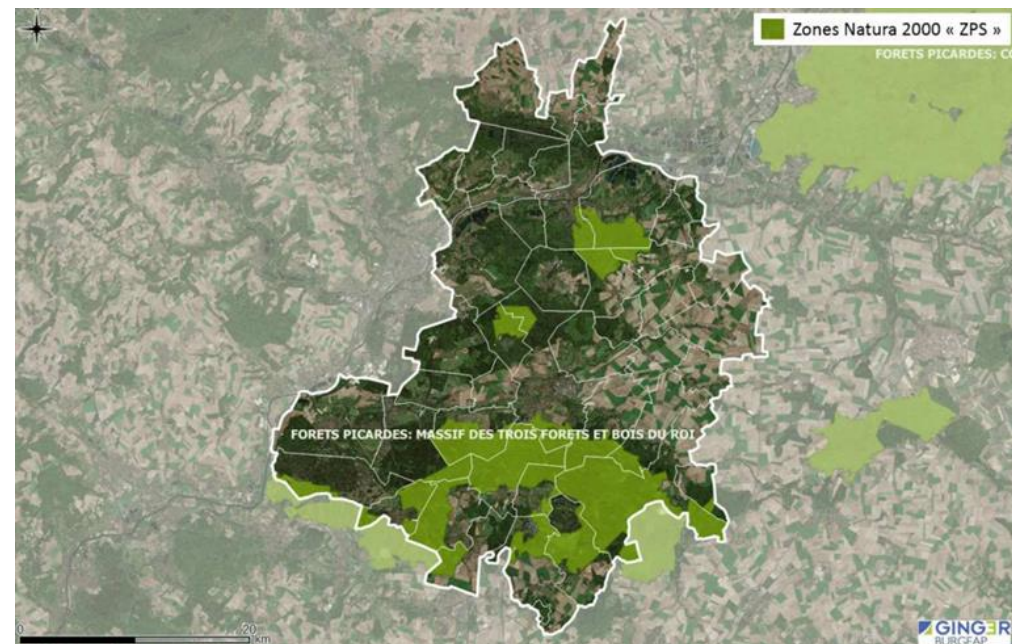 Zones Natura 2000 « ZPS »
FORETS PICARDES: CO
FORETS PICARDES: MASSIF DES TROIS FORETS ET BOIS DU ROI
0
20
km
GINGER
BURGEAP